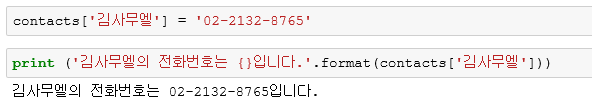 contacts['김사무엘'] = '02-2132-8765'
print ('김사무엘의 전화번호는 {}입니다.'.format(contacts['김사무엘']))
김사무엘의 전화번호는 02-2132-8765입니다.